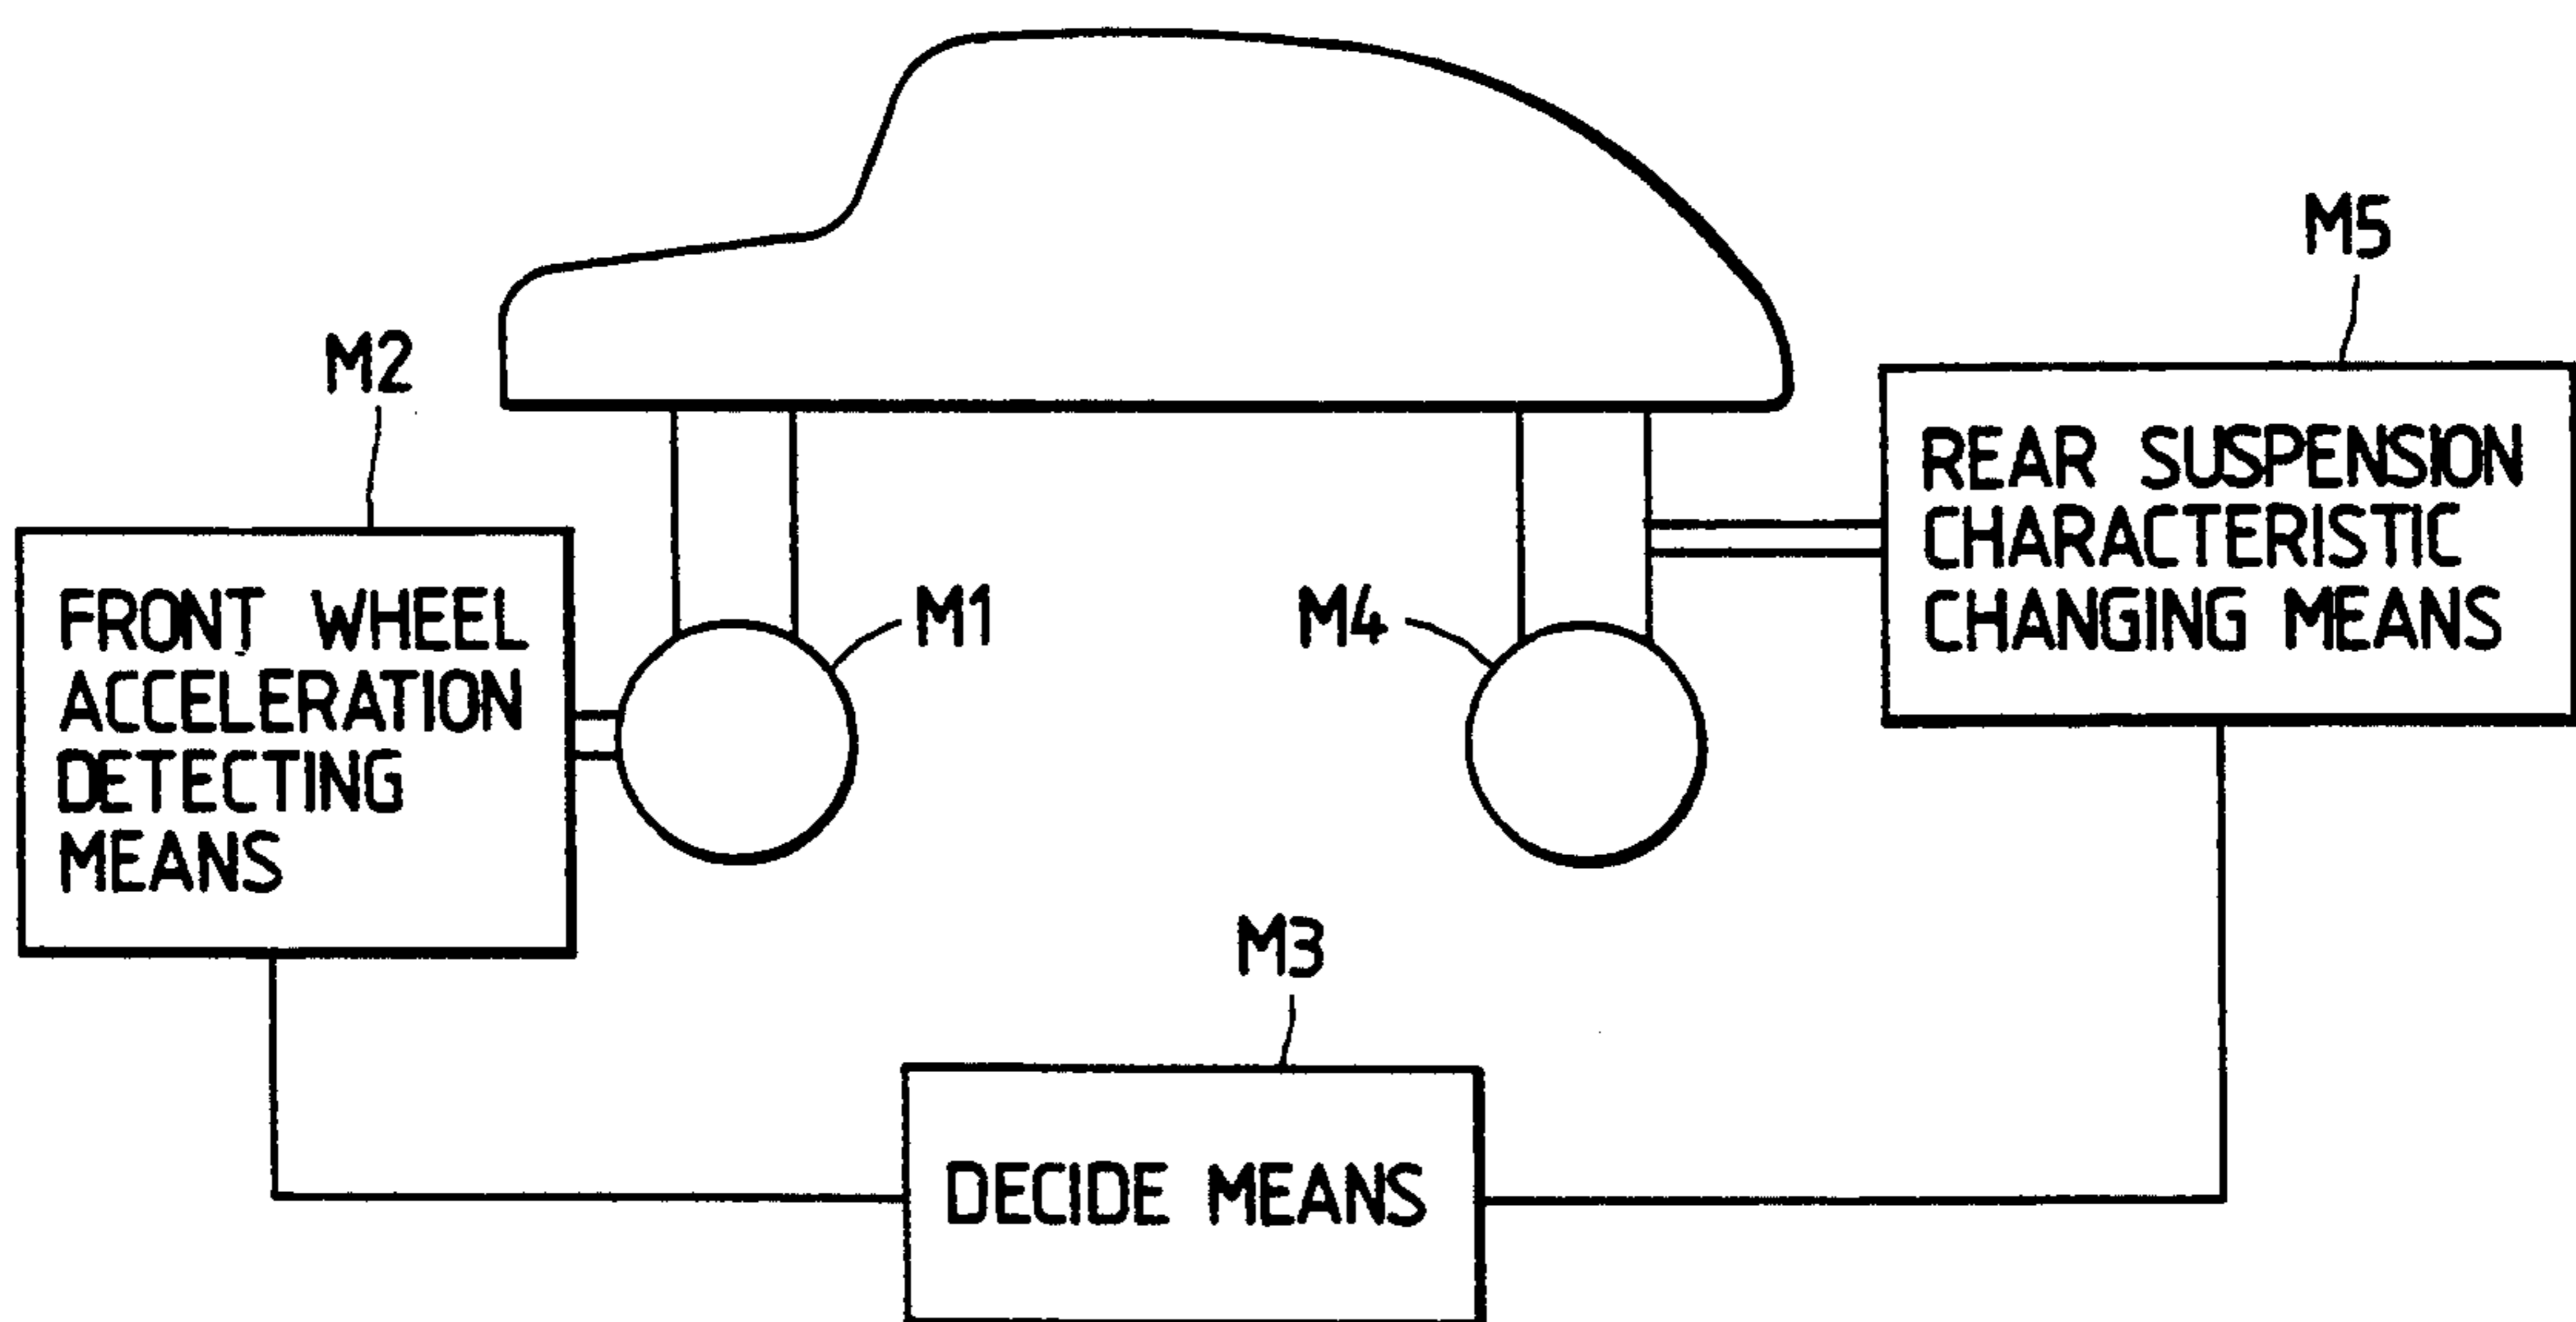 M5
M2
REAR SUSPENSION
CHARACTERISTIC
CHANGING MEANS
FRONT WHEEL
ACCELERATION
DETECTING
MEANS
M1
M4
M3
DECIDE MEANS